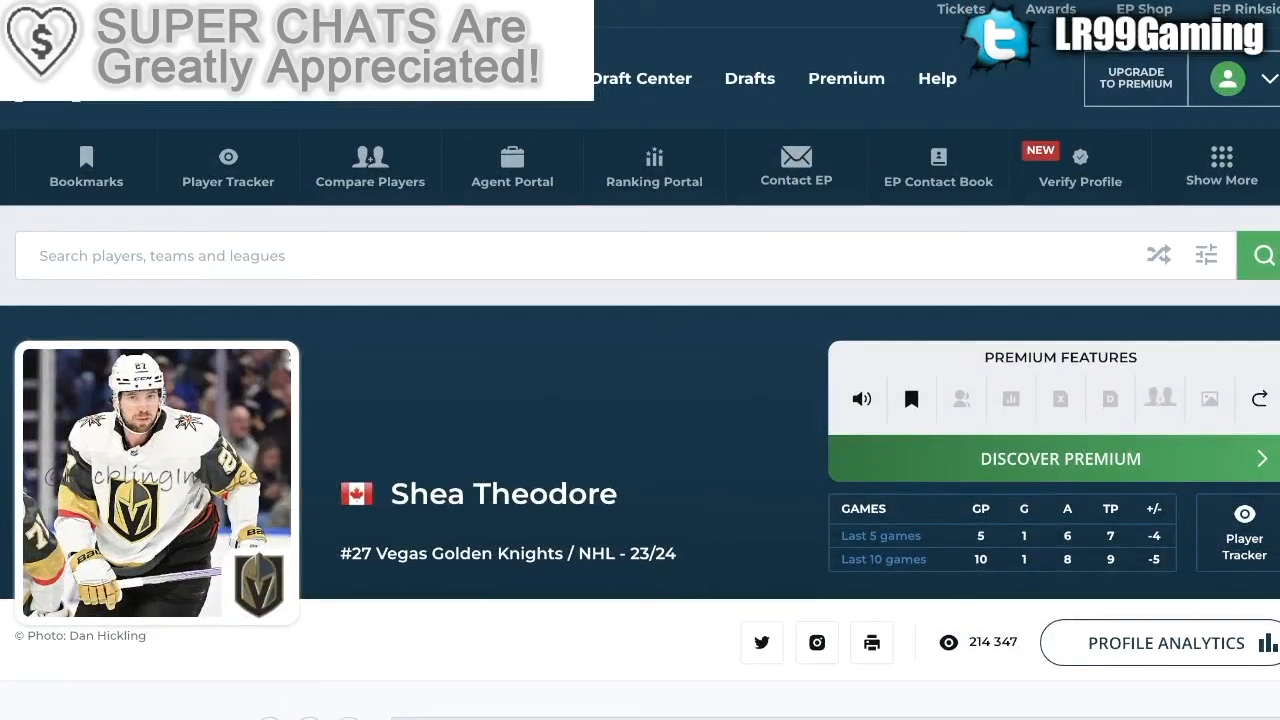 SUPER CHATS Are
Greatly Appreciated!
Tickets Awards EP Shop EP Rinksi
LR99Gaming
Draft Center Drafts Premium Help
UPGRADE
TO PREMIUM
Bookmarks Player Tracker Compare Players Agent Portal Ranking Portal Contact EP EP Contact Book NEW Verify Profile Show More
Search players, teams and leagues
PREMIUM FEATURES
DISCOVER PREMIUM
Shea Theodore
#27 Vegas Golden Knights / NHL - 23/24
GAMES GP G A TP +/-
Last 5 games 5 1 6 7 -4
Last 10 games 10 1 8 9 -5
Player
Tracker
© Photo: Dan Hickling
214 347
PROFILE ANALYTICS